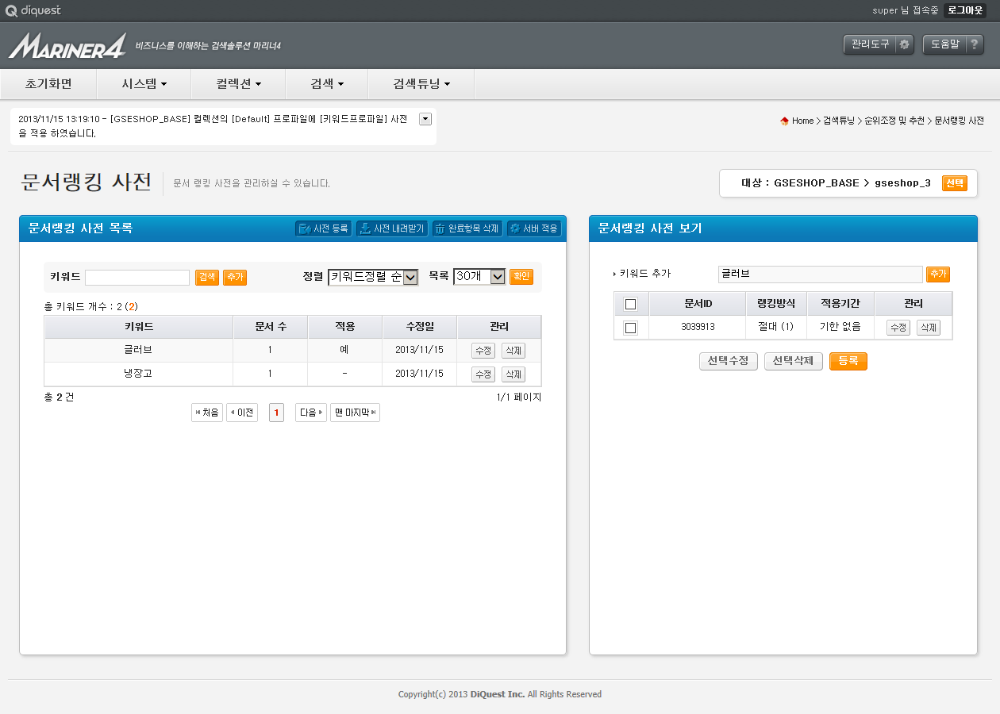 diquest
super 님 접속중 로그아웃
MARINER4 비즈니스를 이해하는 검색솔루션 마리너4
관리도구 도움말 ?
초기화면 시스템 컬렉션 검색 검색튜닝
2013/11/15 13:19:10 - [GSESHOP_BASE] 컬렉션의 [Default] 프로파일에 [키워드프로파일] 사전
을 적용 하였습니다.
Home > 검색튜닝 > 순위조정 및 추천 > 문서랭킹 사전
문서랭킹 사전 문서 랭킹 사전을 관리하실 수 있습니다.
대상 : GSESHOP_BASE > gseshop_3 선택
문서랭킹 사전 목록 사전 등록 사전 내려받기 완료항목 삭제 서버 적용
키워드 검색 추가 정렬 키워드정렬 순 목록 30개 확인
총 키워드 개수 : 2 (2)
키워드 문서 수 적용 수정일 관리
글러브 1 예 2013/11/15 수정 삭제
냉장고 1 - 2013/11/15 수정 삭제
총 2 건 1/1 페이지
처음 이전 1 다음 맨 마지막
문서랭킹 사전 보기
키워드 추가 글러브 추가
문서ID 랭킹방식 적용기간 관리
3039913 절대 (1) 기한 없음 수정 삭제
선택수정 선택삭제 등록
Copyright(c) 2013 DiQuest Inc. All Rights Reserved